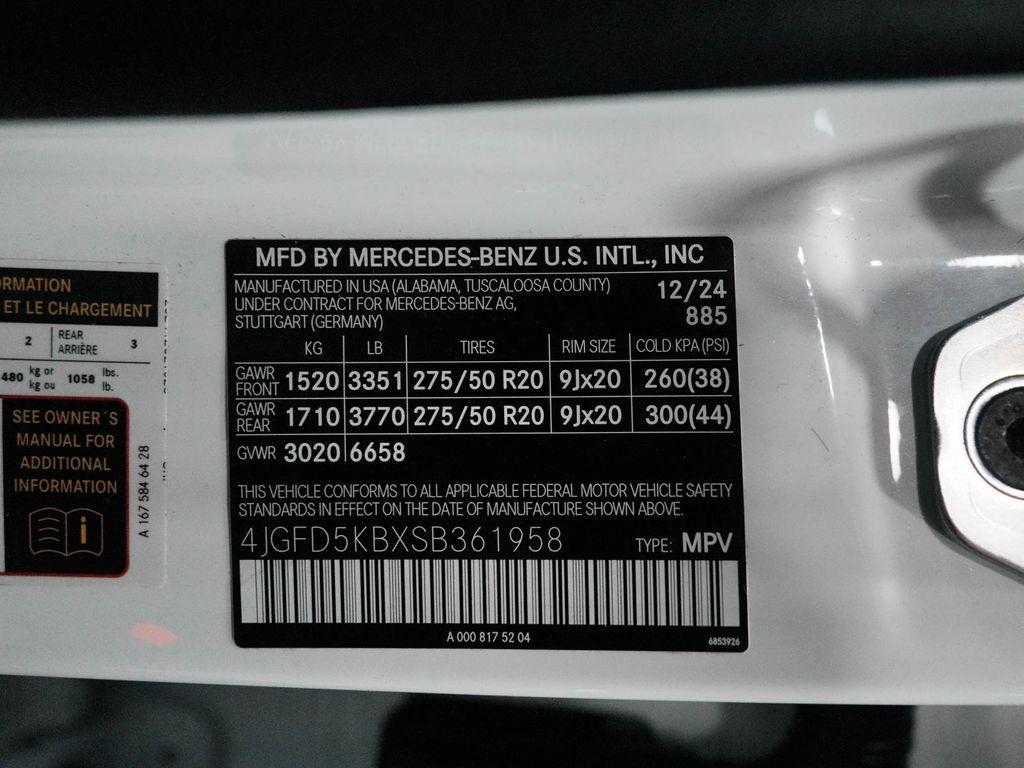 MFD BY MERCEDES-BENZ U.S. INTL., INC
MANUFACTURED IN USA (ALABAMA, TUSCALOOSA COUNTY)
UNDER CONTRACT FOR MERCEDES-BENZ AG,
STUTTGART (GERMANY)
12/24
885
KG LB TIRES RIM SIZE COLD KPA (PSI)
GAWR FRONT 1520 3351 275/50 R20 9Jx20 260(38)
GAWR REAR 1710 3770 275/50 R20 9Jx20 300(44)
GVWR 3020 6658
THIS VEHICLE CONFORMS TO ALL APPLICABLE FEDERAL MOTOR VEHICLE SAFETY
STANDARDS IN EFFECT ON THE DATE OF MANUFACTURE SHOWN ABOVE.
4JGFD5KBXSB361958 TYPE: MPV
A 000 817 52 04 6853926
RMATION
ET LE CHARGEMENT
2 REAR ARRIÈRE 3
480 kg or kg ou 1058 lbs. lb.
SEE OWNER´S
MANUAL FOR
ADDITIONAL
INFORMATION
i
A 167 584 64 28